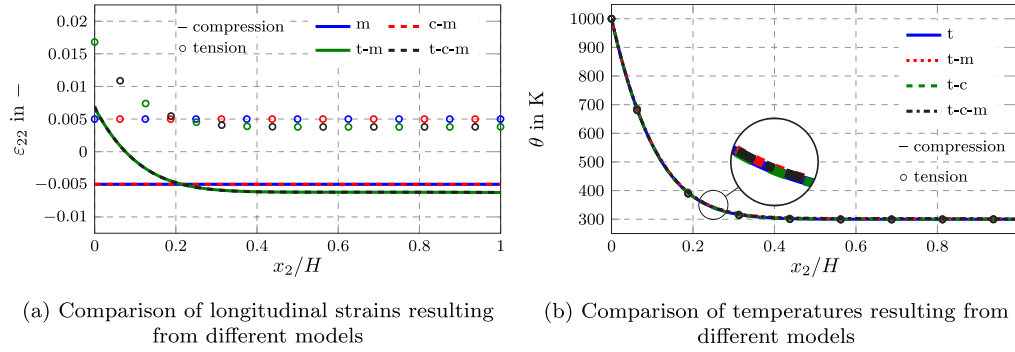 0.02
0.015
0.01
0.005
0
−0.005
−0.01
ε22 in −
– compression
○ tension
m
c-m
t-m
t-c-m
0 0.2 0.4 0.6 0.8 1
x2/H
(a) Comparison of longitudinal strains resulting
from different models
1000
900
800
700
600
500
400
300
θ in K
t
t-m
t-c
t-c-m
– compression
○ tension
0 0.2 0.4 0.6 0.8
x2/H
(b) Comparison of temperatures resulting from
different models